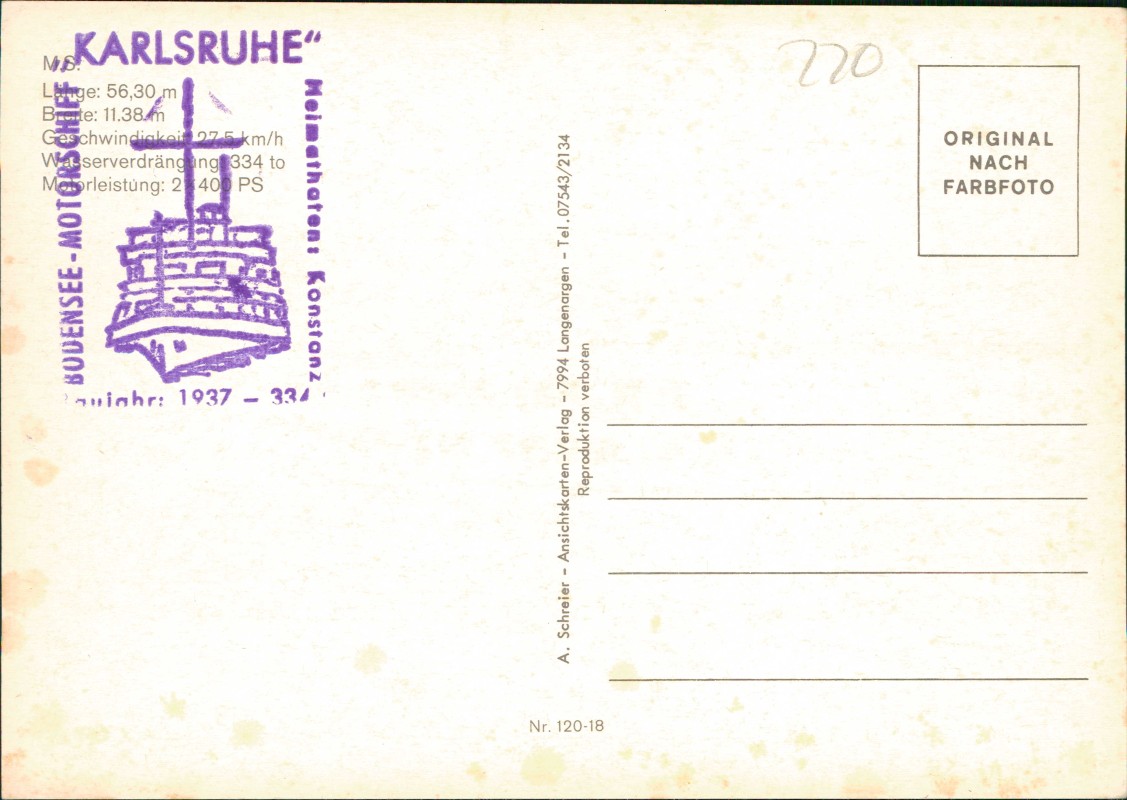 „KARLSRUHE“
BODENSEE-MOTORSCHIFF
Heimathafen: Konstanz
Baujahr: 1937 – 334
M.S.
Länge: 56,30 m
Breite: 11.38 m
Geschwindigkeit 27,5 km/h
Wasserverdrängung: 334 to
Motorleistung: 2×400 PS
A. Schreier – Ansichtskarten-Verlag – 7994 Langenargen – Tel. 07543/2134
Reproduktion verboten
220
ORIGINAL
NACH
FARBFOTO
Nr. 120-18